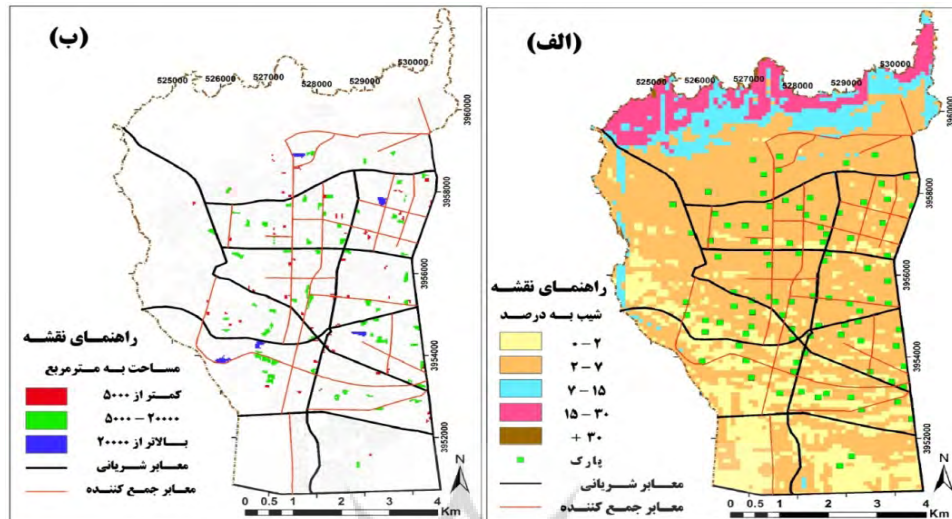 (الف)
525000
526000
527000
528000
529000
530000
3960000
3958000
3956000
3954000
3952000
راهنمای نقشه
شیب به درصد
۰ – ۲
۲ – ۷
۷ – ۱۵
۱۵ – ۳۰
۳۰ +
پارک
معابر شریانی
معابر جمع کننده
N
0 0.5 1 2 3 4
Km
(ب)
525000
526000
527000
528000
529000
530000
3960000
3958000
3956000
3954000
3952000
راهنمای نقشه
مساحت به مترمربع
کمتر از ۵۰۰۰
۵۰۰۰ – ۲۰۰۰۰
بالاتر از ۲۰۰۰۰
معابر شریانی
معابر جمع کننده
N
0 0.5 1 2 3 4
Km